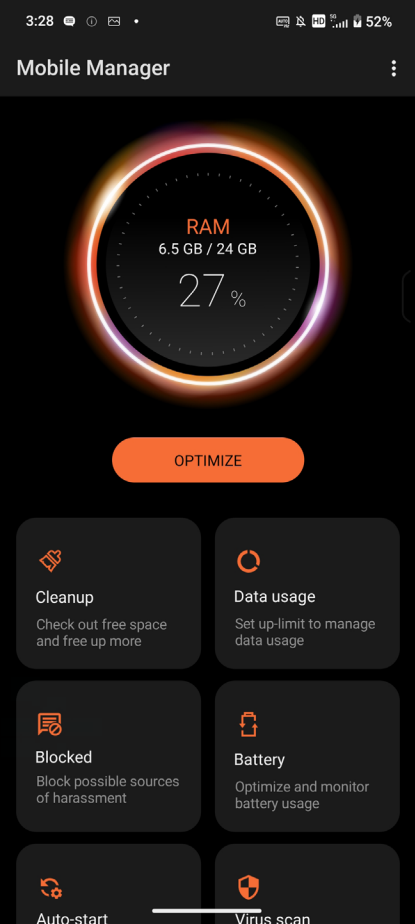 3:28
HD
5G
52%
Mobile Manager
RAM
6.5 GB / 24 GB
27 %
OPTIMIZE
Cleanup
Check out free space
and free up more
Data usage
Set up-limit to manage
data usage
Blocked
Block possible sources
of harassment
Battery
Optimize and monitor
battery usage
Auto-start
Virus scan